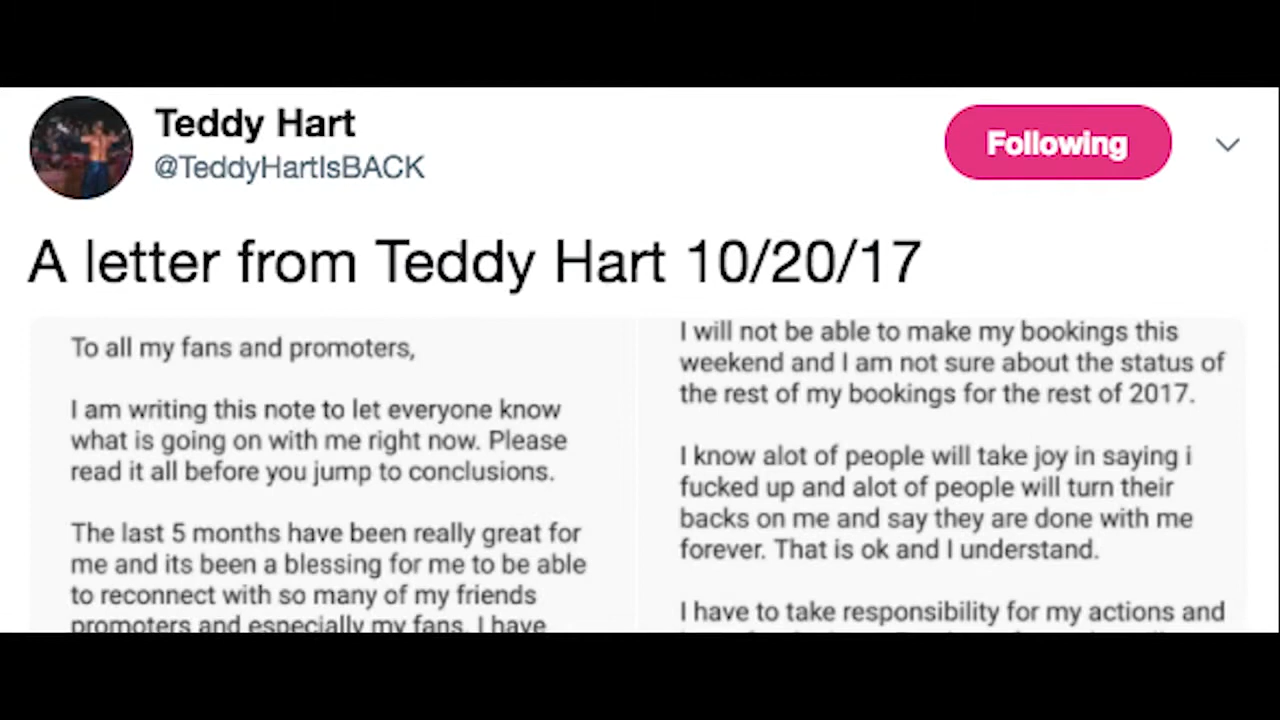 Teddy Hart
@TeddyHartIsBACK
Following
A letter from Teddy Hart 10/20/17
To all my fans and promoters,
I am writing this note to let everyone know
what is going on with me right now. Please
read it all before you jump to conclusions.
The last 5 months have been really great for
me and its been a blessing for me to be able
to reconnect with so many of my friends
promoters and especially my fans. I have
I will not be able to make my bookings this
weekend and I am not sure about the status of
the rest of my bookings for the rest of 2017.
I know alot of people will take joy in saying i
fucked up and alot of people will turn their
backs on me and say they are done with me
forever. That is ok and I understand.
I have to take responsibility for my actions and